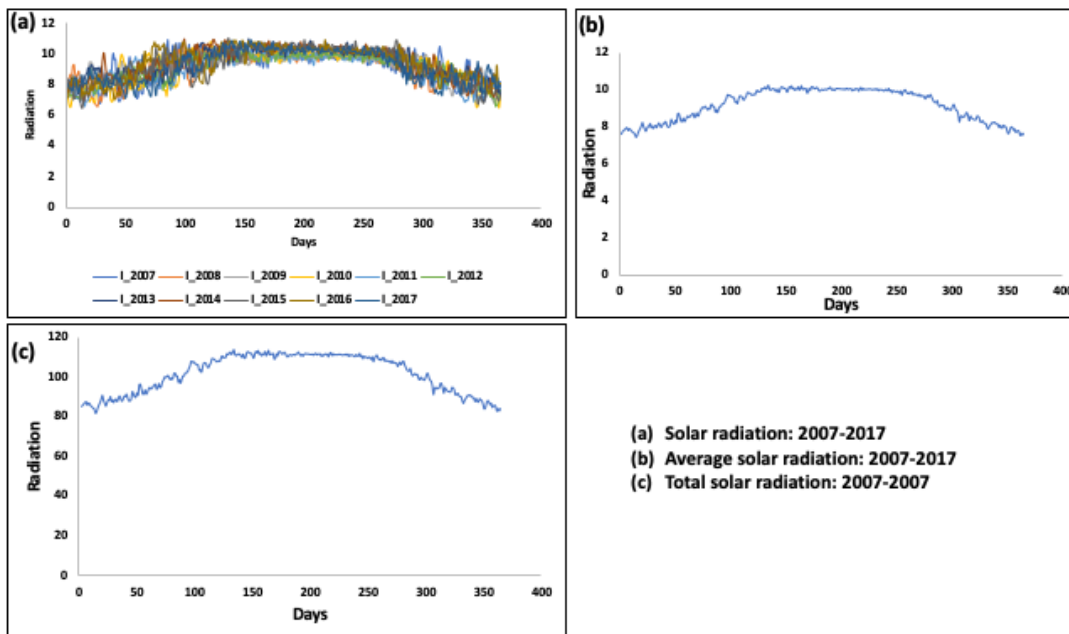 (a)
12
10
8
6
4
2
0
Radiation
0 50 100 150 200 250 300 350 400
Days
I_2007 I_2008 I_2009 I_2010 I_2011 I_2012
I_2013 I_2014 I_2015 I_2016 I_2017
(b)
12
10
8
6
4
2
0
Radiation
0 50 100 150 200 250 300 350 400
Days
(c)
120
100
80
60
40
20
0
Radiation
0 50 100 150 200 250 300 350 400
Days
(a) Solar radiation: 2007-2017
(b) Average solar radiation: 2007-2017
(c) Total solar radiation: 2007-2007